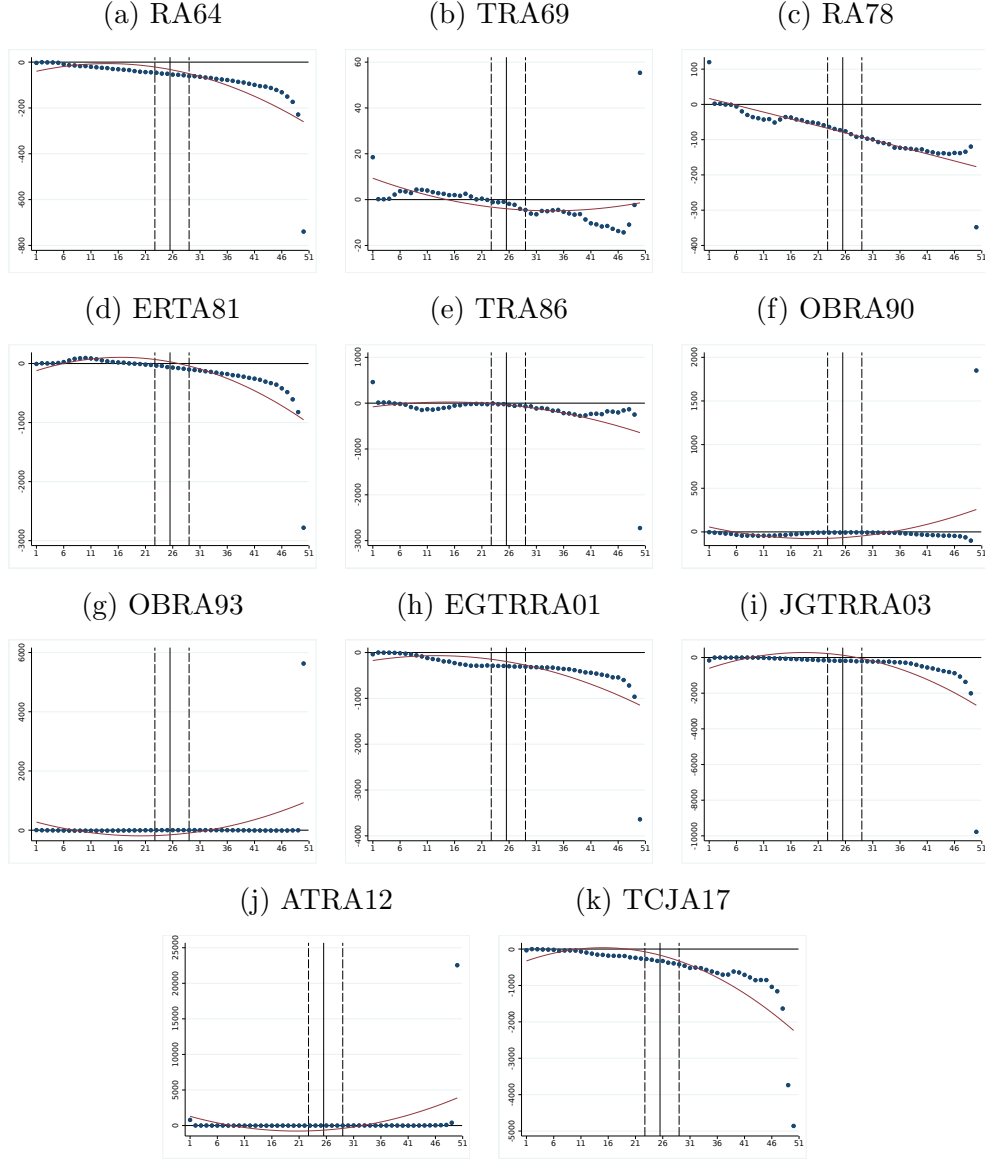 (a) RA64
0
-200
-400
-600
-800
1 6 11 16 21 26 31 36 41 46 51
(b) TRA69
60
40
20
0
-20
1 6 11 16 21 26 31 36 41 46 51
(c) RA78
100
0
-100
-200
-300
-400
1 6 11 16 21 26 31 36 41 46 51
(d) ERTA81
0
-1000
-2000
-3000
1 6 11 16 21 26 31 36 41 46 51
(e) TRA86
1000
0
-1000
-2000
-3000
1 6 11 16 21 26 31 36 41 46 51
(f) OBRA90
2000
1500
1000
500
0
1 6 11 16 21 26 31 36 41 46 51
(g) OBRA93
6000
4000
2000
0
1 6 11 16 21 26 31 36 41 46 51
(h) EGTRRA01
0
-1000
-2000
-3000
-4000
1 6 11 16 21 26 31 36 41 46 51
(i) JGTRRA03
0
-2000
-4000
-6000
-8000
-10000
1 6 11 16 21 26 31 36 41 46 51
(j) ATRA12
25000
20000
15000
10000
5000
0
1 6 11 16 21 26 31 36 41 46 51
(k) TCJA17
0
-1000
-2000
-3000
-4000
-5000
1 6 11 16 21 26 31 36 41 46 51